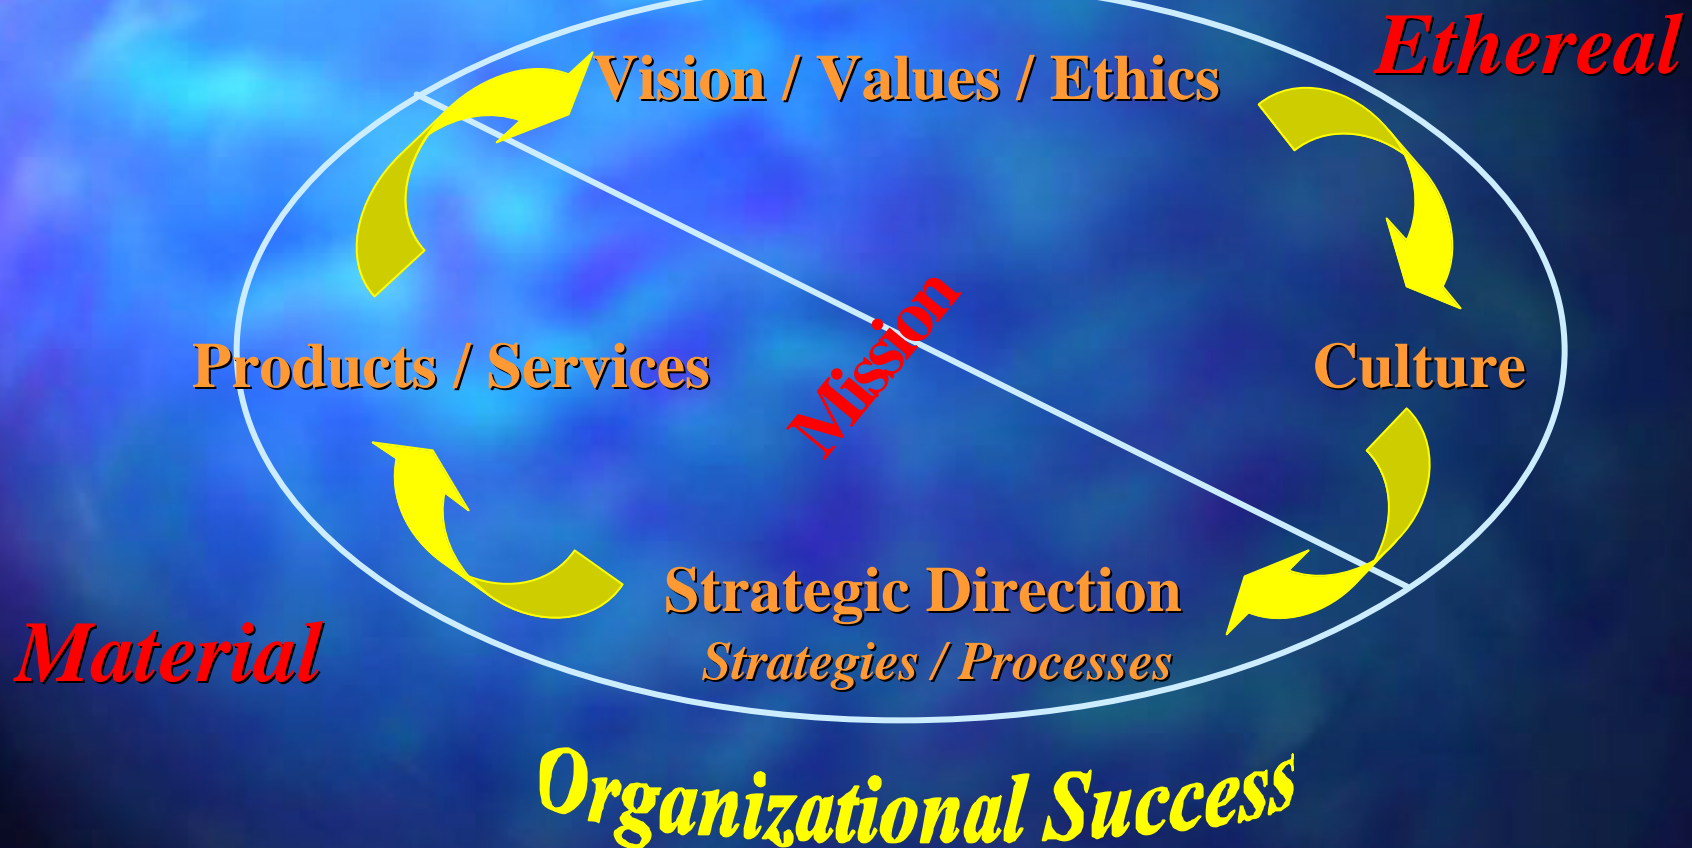 Ethereal
Vision / Values / Ethics
Mission
Products / Services
Culture
Strategic Direction
Strategies / Processes
Material
Organizational Success